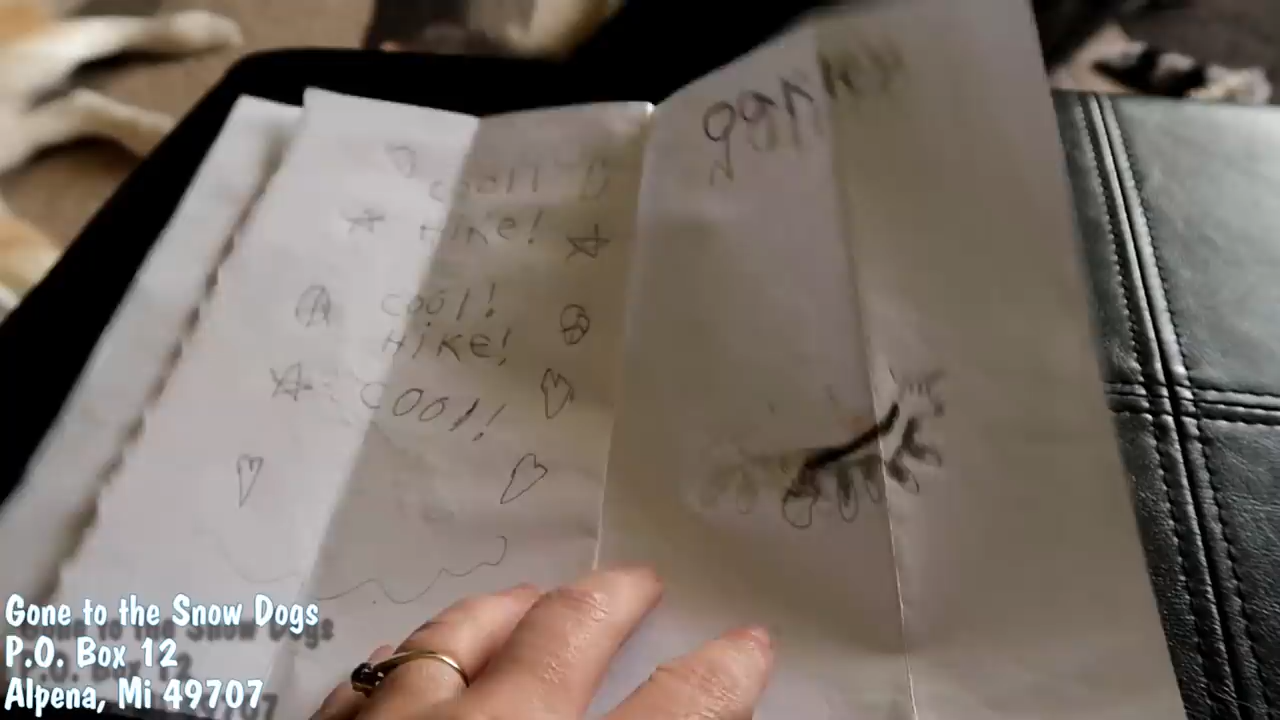 cool!
Hike!
cool!
Hike!
cool!
Gone to the Snow Dogs
P.O. Box 12
Alpena, Mi 49707